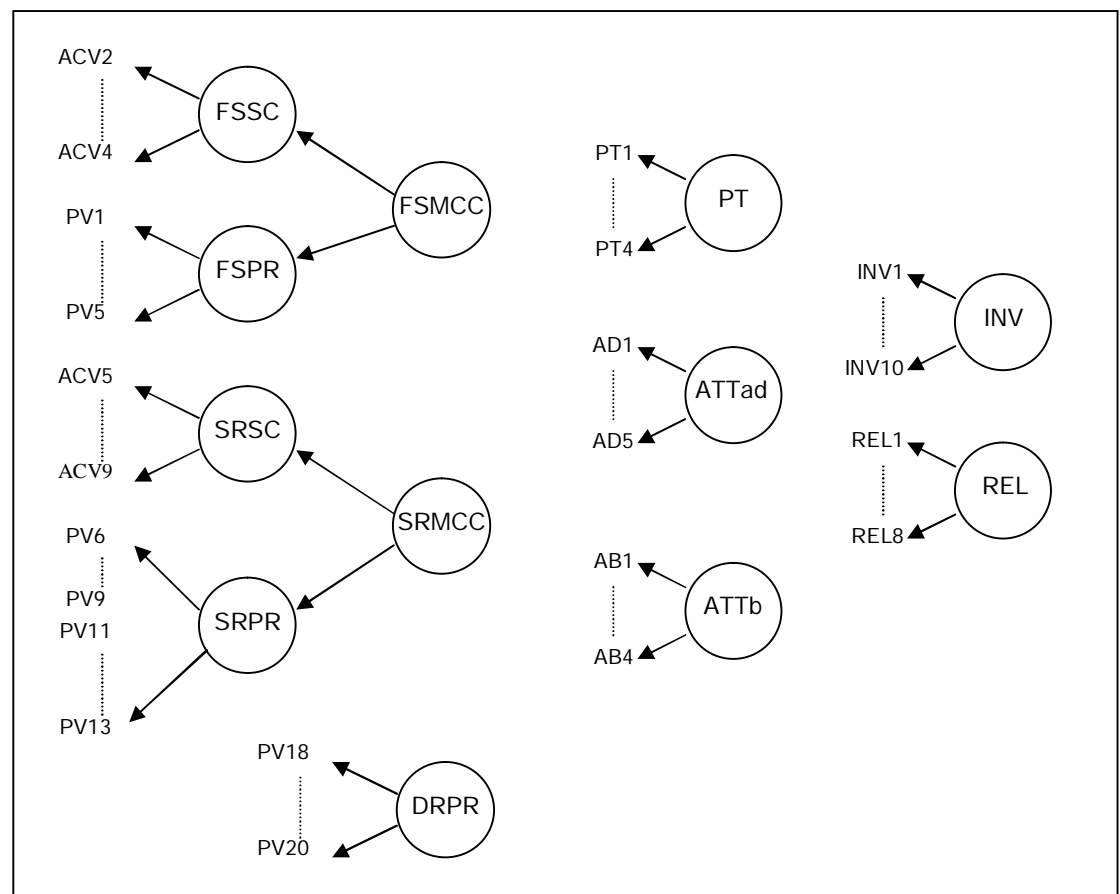 ACV2
FSSC
ACV4
FSMCC
PV1
FSPR
PV5
ACV5
SRSC
ACV9
SRMCC
PV6
PV9
PV11
SRPR
PV13
PV18
DRPR
PV20
PT1
PT
PT4
AD1
ATTad
AD5
AB1
ATTb
AB4
INV1
INV
INV10
REL1
REL
REL8